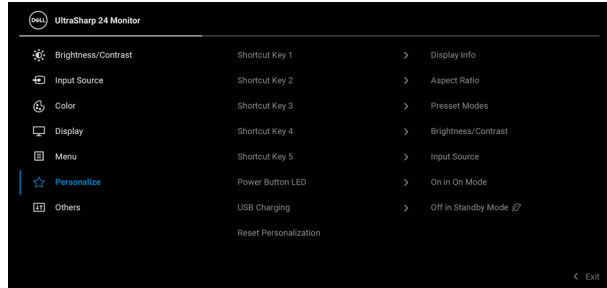 DELL UltraSharp 24 Monitor
Brightness/Contrast Shortcut Key 1 > Display Info
Input Source Shortcut Key 2 > Aspect Ratio
Color Shortcut Key 3 > Presset Modes
Display Shortcut Key 4 > Brightness/Contrast
Menu Shortcut Key 5 > Input Source
Personalize Power Button LED > On in On Mode
Others USB Charging > Off in Standby Mode
Reset Personalization
< Exit